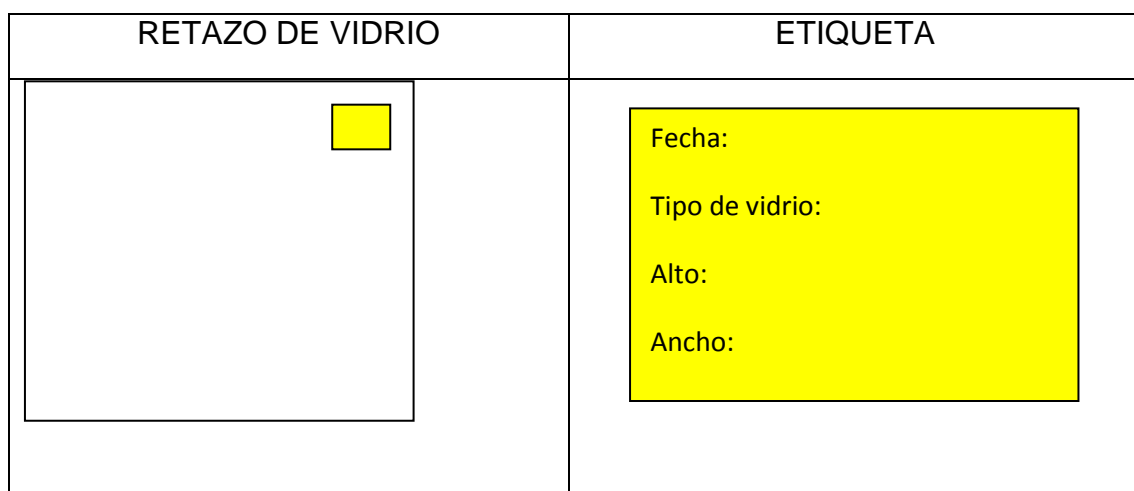 RETAZO DE VIDRIO
ETIQUETA
Fecha:
Tipo de vidrio:
Alto:
Ancho: